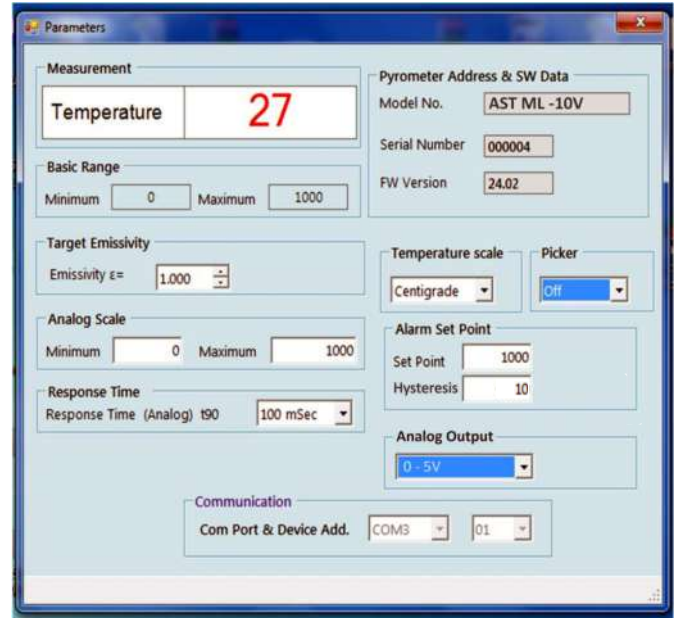 Parameters
x
Measurement
Temperature 27
Basic Range
Minimum 0 Maximum 1000
Target Emissivity
Emissivity ε= 1.000
Analog Scale
Minimum 0 Maximum 1000
Response Time
Response Time (Analog) t90 100 mSec
Pyrometer Address & SW Data
Model No. AST ML -10V
Serial Number 000004
FW Version 24.02
Temperature scale
Centigrade
Picker
Off
Alarm Set Point
Set Point 1000
Hysteresis 10
Analog Output
0 - 5V
Communication
Com Port & Device Add. COM3 01